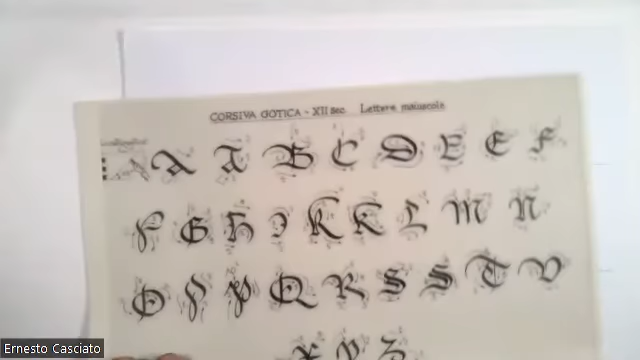 CORSIVA GOTICA - XII sec. Lettere maiuscole
A A B C D E E F
F G H I K K L M N
O P P Q R S S T V
X Y Z
Ernesto Casciato